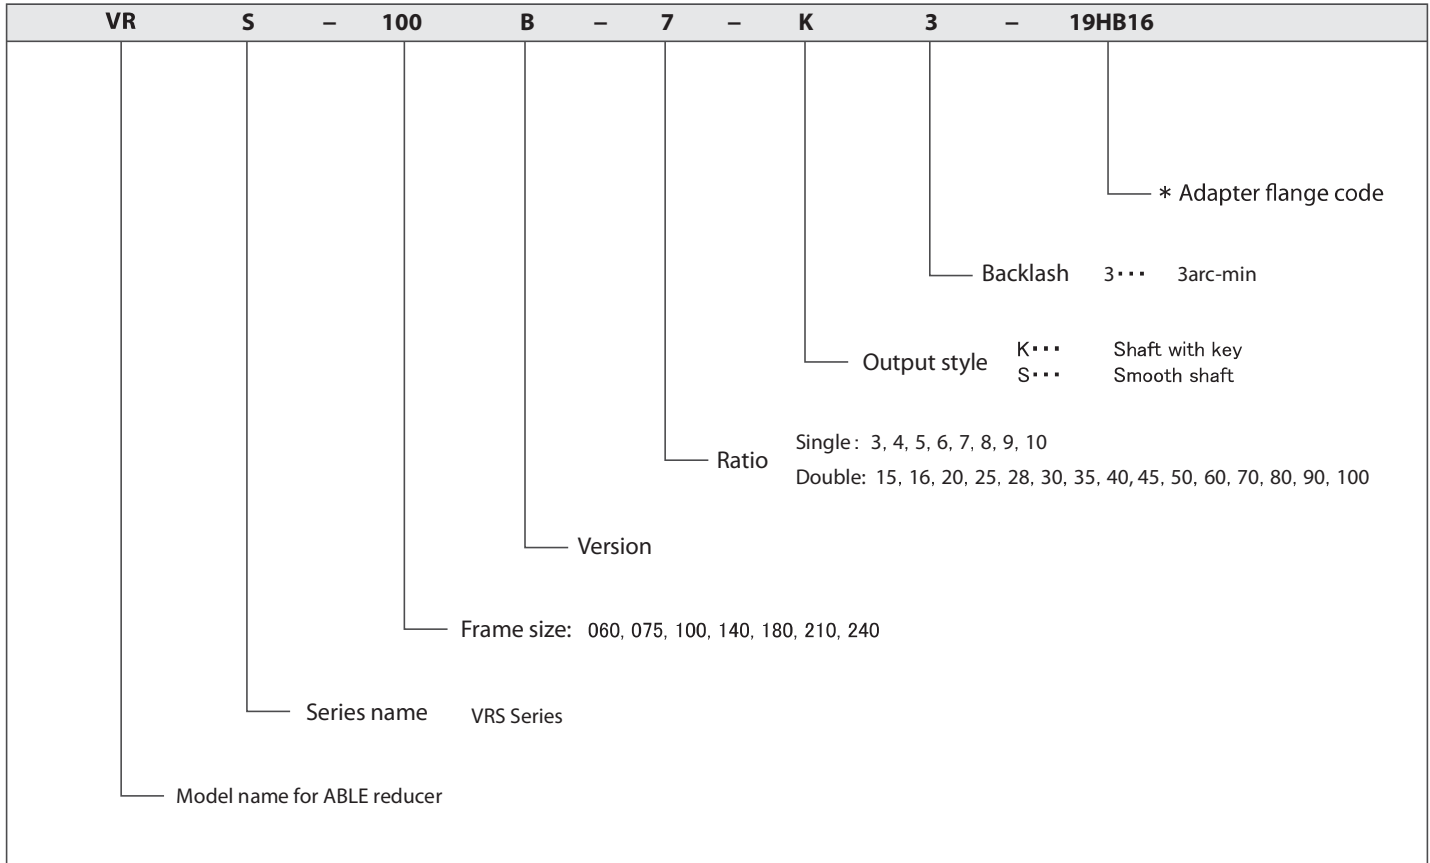 VR S – 100 B – 7 – K 3 – 19HB16
* Adapter flange code
Backlash 3··· 3arc-min
Output style K··· Shaft with key
S··· Smooth shaft
Ratio Single: 3, 4, 5, 6, 7, 8, 9, 10
Double: 15, 16, 20, 25, 28, 30, 35, 40, 45, 50, 60, 70, 80, 90, 100
Version
Frame size: 060, 075, 100, 140, 180, 210, 240
Series name VRS Series
Model name for ABLE reducer